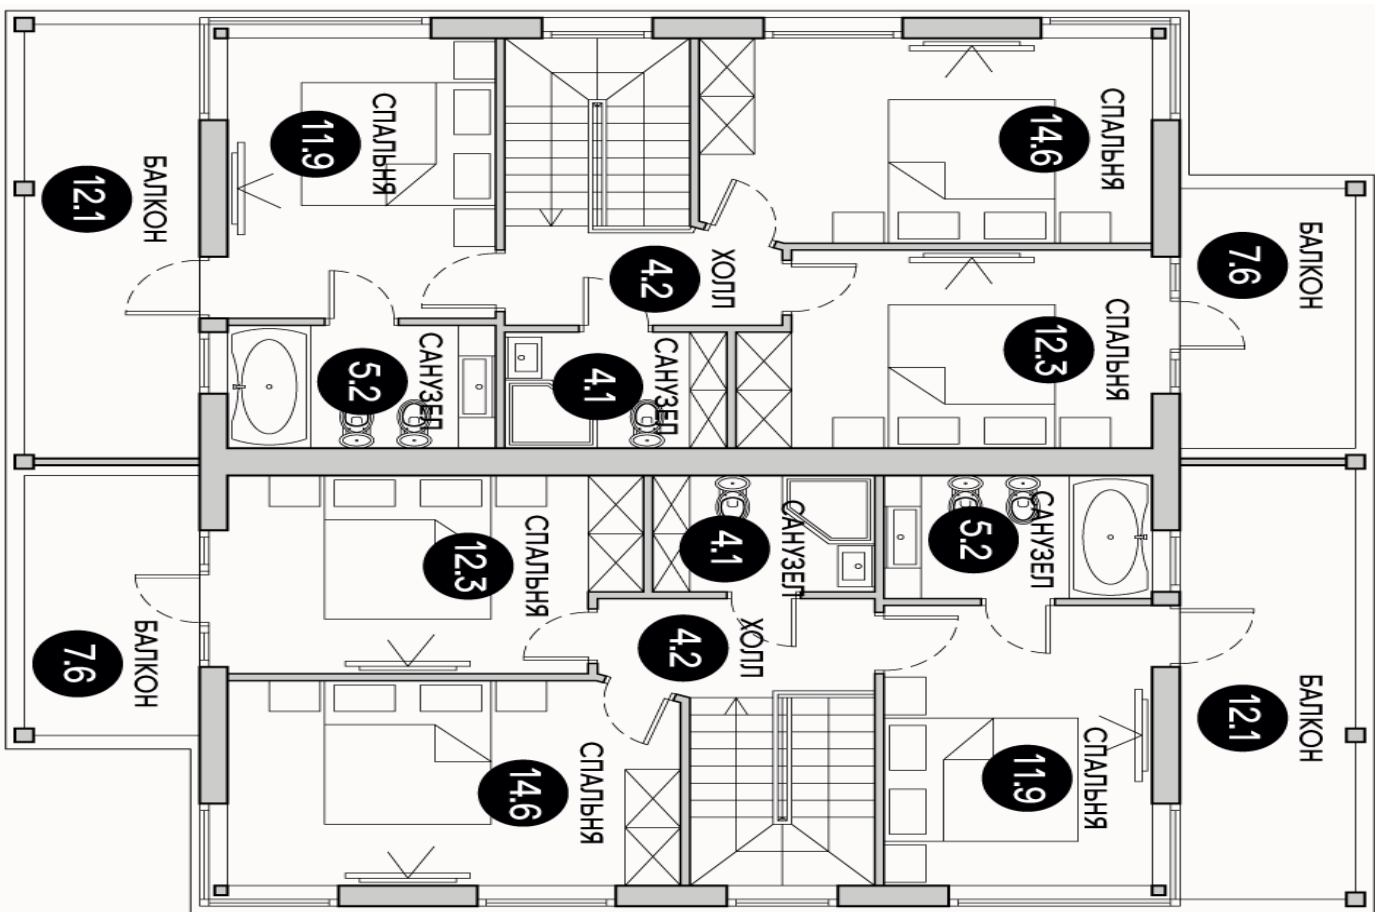 БАЛКОН
12.1
СПАЛЬНЯ
11.9
СПАЛЬНЯ
14.6
ХОЛЛ
4.2
БАЛКОН
7.6
СПАЛЬНЯ
12.3
САНУЗЕЛ
5.2
САНУЗЕЛ
4.1
СПАЛЬНЯ
12.3
САНУЗЕЛ
4.1
САНУЗЕЛ
5.2
БАЛКОН
7.6
ХОЛЛ
4.2
СПАЛЬНЯ
14.6
СПАЛЬНЯ
11.9
БАЛКОН
12.1